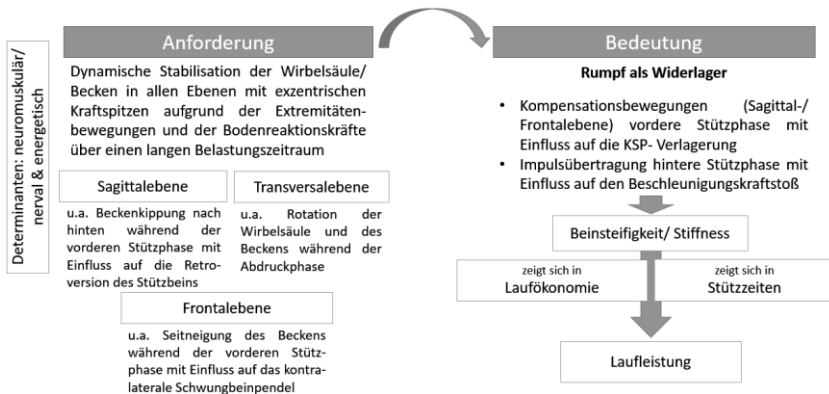 Determinanten: neuromuskulär/
nerval & energetisch
Anforderung
Dynamische Stabilisation der Wirbelsäule/
Becken in allen Ebenen mit exzentrischen
Kraftspitzen aufgrund der Extremitäten-
bewegungen und der Bodenreaktionskräfte
über einen langen Belastungszeitraum
Sagittalebene
u.a. Beckenkippung nach
hinten während der
vorderen Stützphase mit
Einfluss auf die Retro-
version des Stützbeins
Transversalebene
u.a. Rotation der
Wirbelsäule und des
Beckens während der
Abdruckphase
Frontalebene
u.a. Seitneigung des Beckens
während der vorderen Stütz-
phase mit Einfluss auf das kontra-
laterale Schwungbeinpendel
Bedeutung
Rumpf als Widerlager
• Kompensationsbewegungen (Sagittal-/
Frontalebene) vordere Stützphase mit
Einfluss auf die KSP- Verlagerung
• Impulsübertragung hintere Stützphase mit
Einfluss auf den Beschleunigungskraftstoß
Beinsteifigkeit/ Stiffness
zeigt sich in
Laufökonomie
zeigt sich in
Stützzeiten
Laufleistung